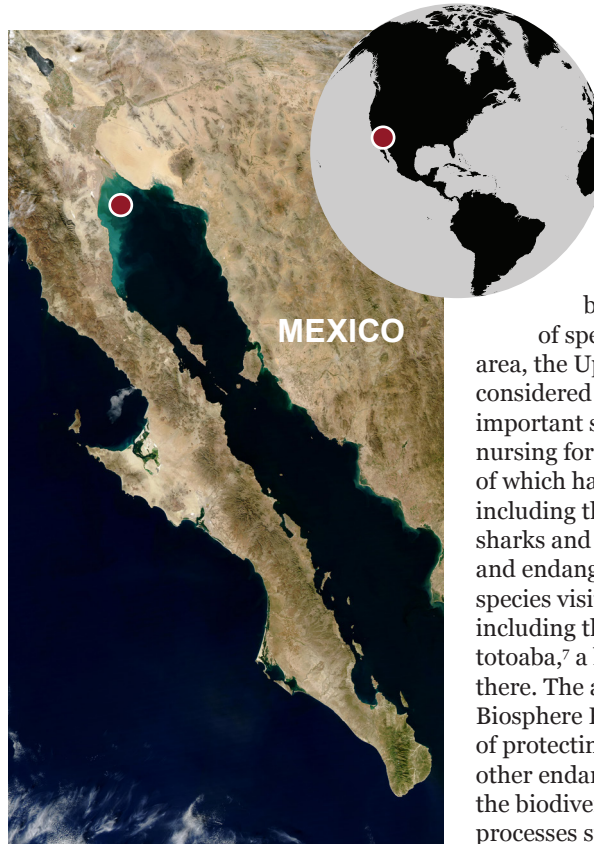 MEXICO
of spe
area, the Up
considered
important s
nursing for
of which ha
including th
sharks and
and endang
species visi
including th
totoaba,⁷ a
there. The a
Biosphere
of protectin
other endan
the biodive
processes s